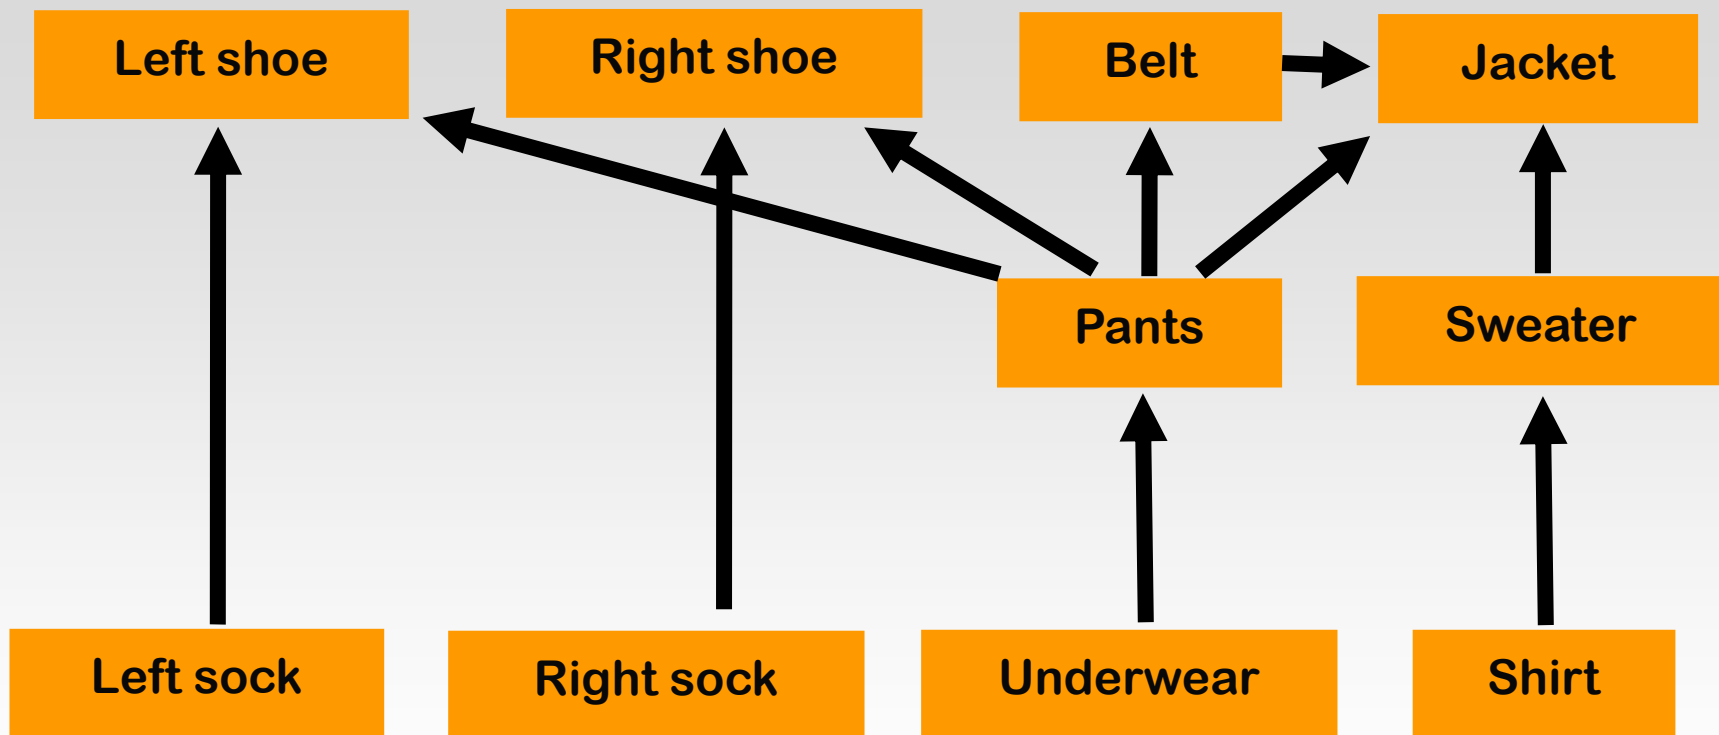 Left shoe
Right shoe
Belt
Jacket
Pants
Sweater
Left sock
Right sock
Underwear
Shirt